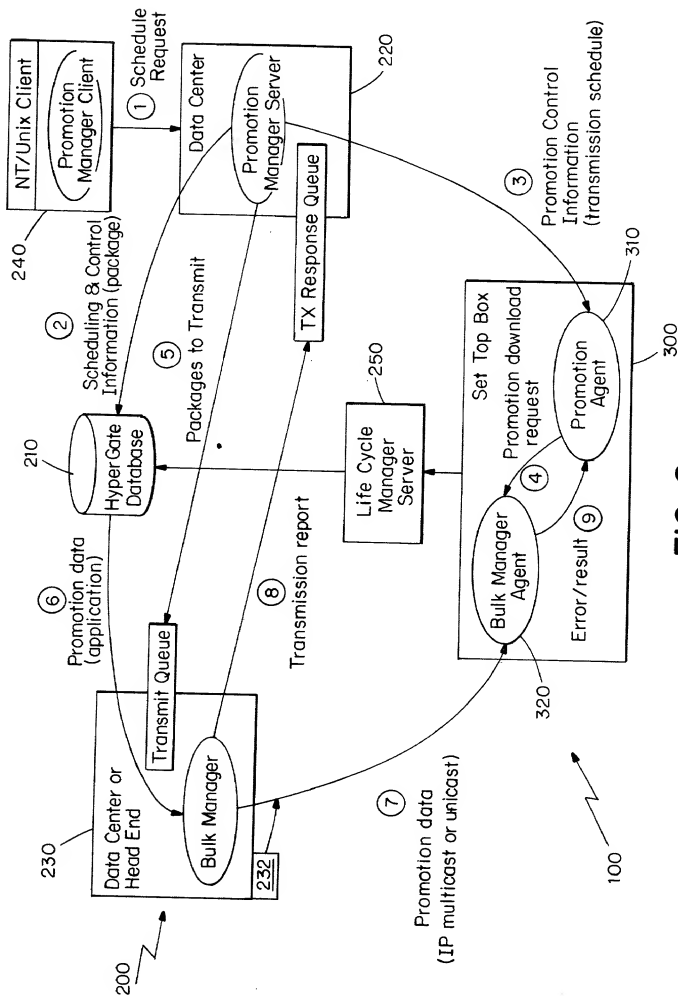 NT/Unix Client
Promotion
Manager Client
240
1
Schedule
Request
Data Center
Promotion
Manager Server
220
TX Response Queue
2
Scheduling & Control
Information (package)
5
Packages to Transmit
3
Promotion Control
Information
(transmission schedule)
210
HyperGate
Database
250
Life Cycle
Manager
Server
6
Promotion data
(application)
8
Transmission report
Transmit Queue
230
Data Center or
Head End
Bulk Manager
232
200
7
Promotion data
(IP multicast or unicast)
Set Top Box
Promotion download
request
4
310
Promotion
Agent
Bulk Manager
Agent
9
Error/result
320
300
100